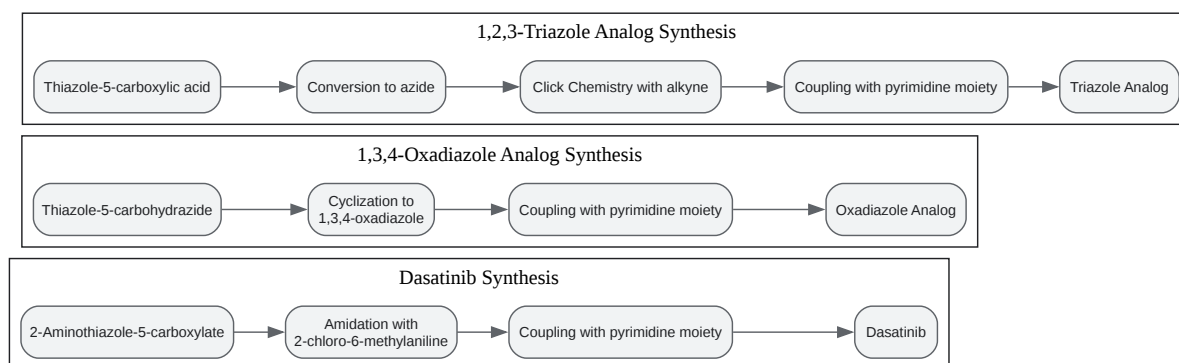 1,2,3-Triazole Analog Synthesis
Thiazole-5-carboxylic acid
Conversion to azide
Click Chemistry with alkyne
Coupling with pyrimidine moiety
Triazole Analog
1,3,4-Oxadiazole Analog Synthesis
Thiazole-5-carbohydrazide
Cyclization to
1,3,4-oxadiazole
Coupling with pyrimidine moiety
Oxadiazole Analog
Dasatinib Synthesis
2-Aminothiazole-5-carboxylate
Amidation with
2-chloro-6-methylaniline
Coupling with pyrimidine moiety
Dasatinib